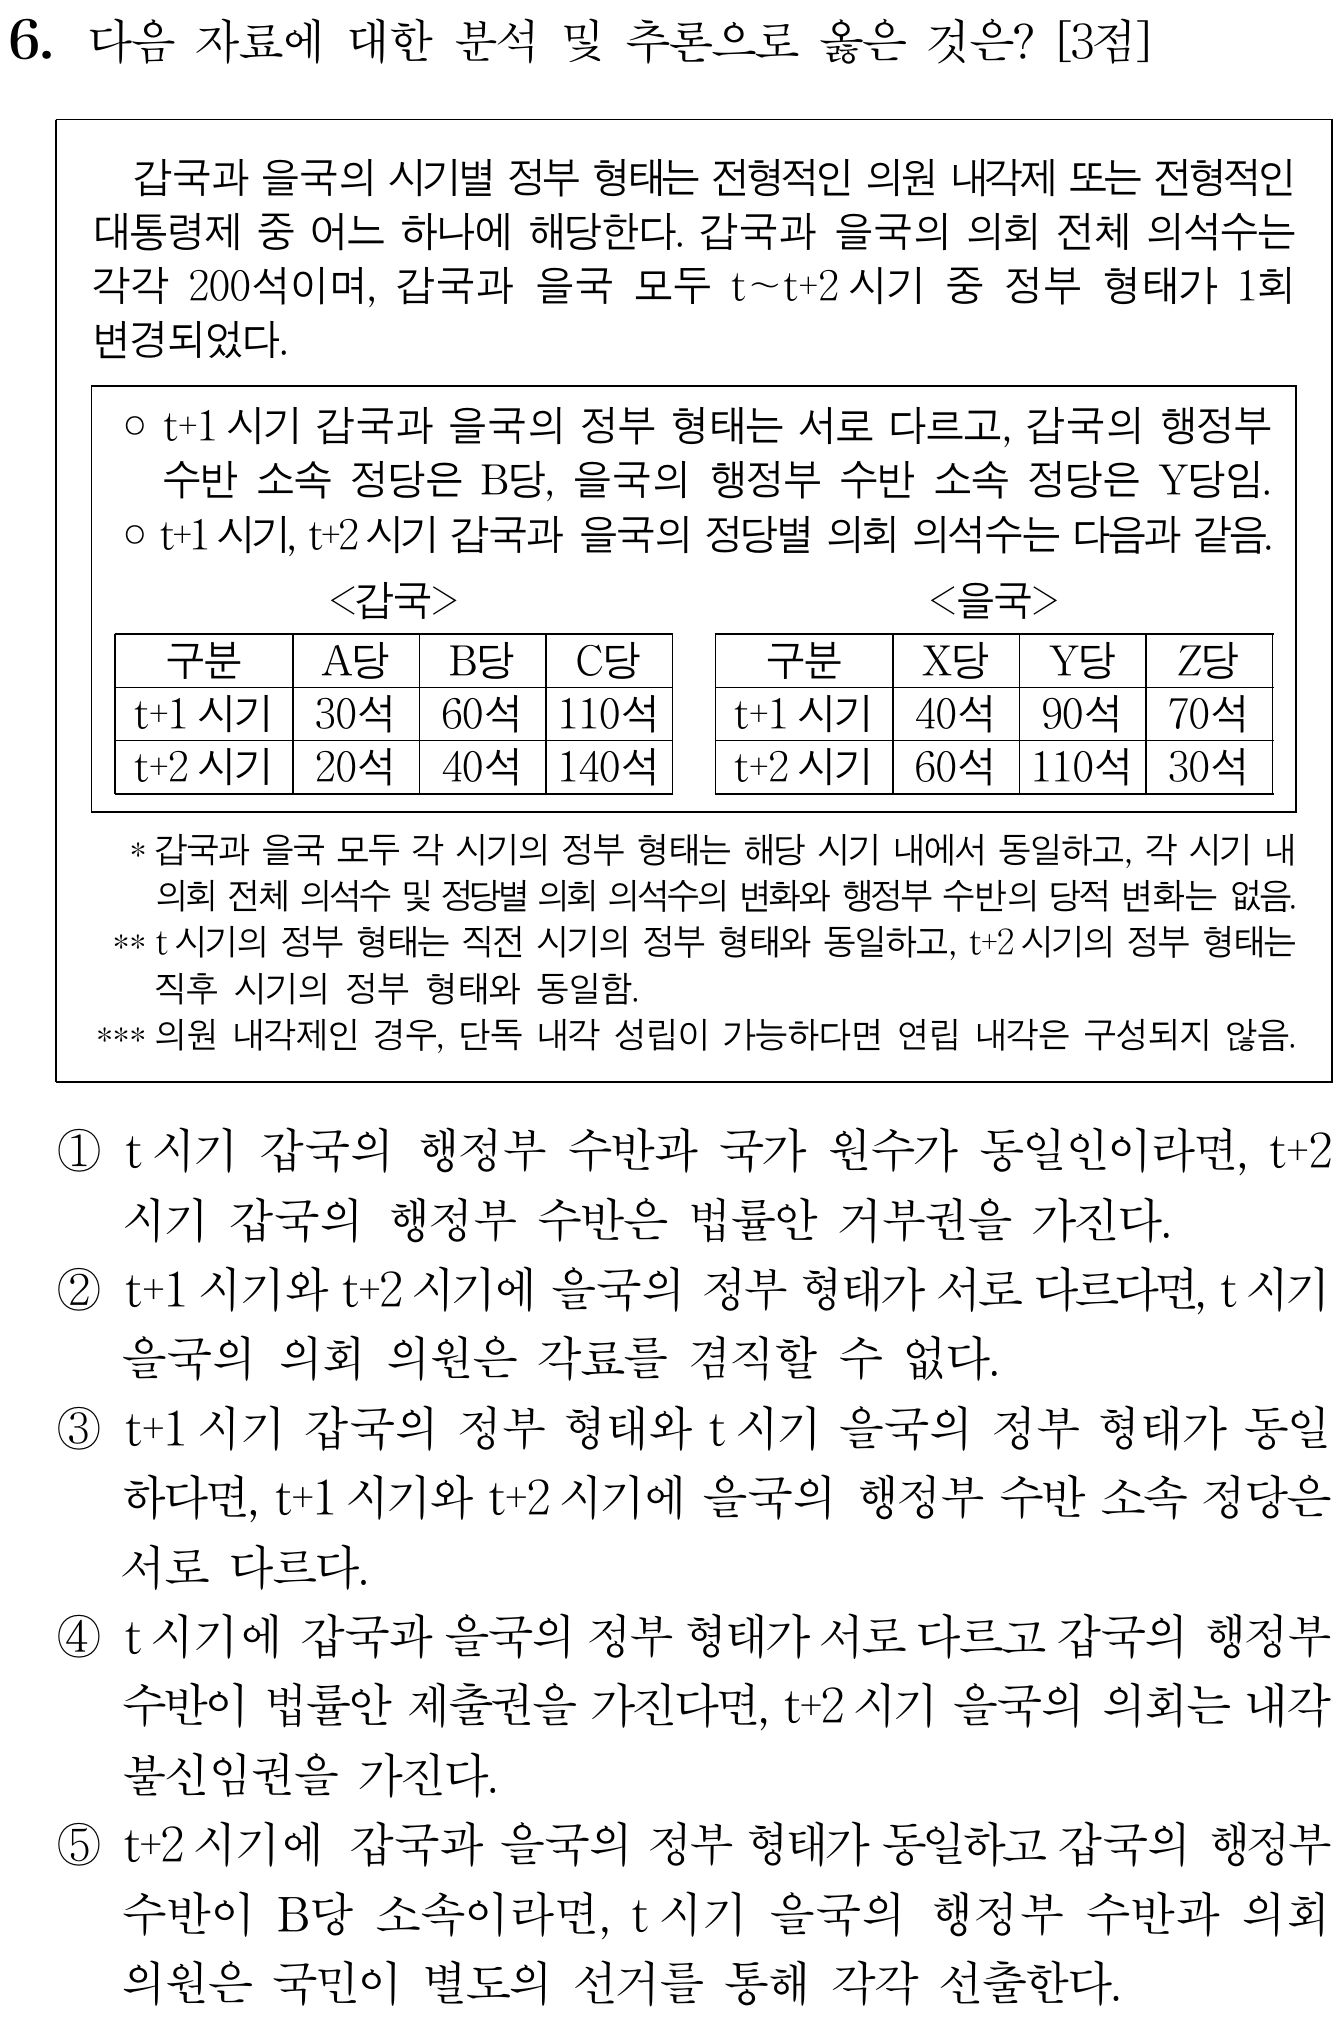 6. 다음 자료에 대한 분석 및 추론으로 옳은 것은? [3점]
갑국과 을국의 시기별 정부 형태는 전형적인 의원 내각제 또는 전형적인
대통령제 중 어느 하나에 해당한다. 갑국과 을국의 의회 전체 의석수는
각각 200석이며, 갑국과 을국 모두 t~t+2 시기 중 정부 형태가 1회
변경되었다.
○ t+1 시기 갑국과 을국의 정부 형태는 서로 다르고, 갑국의 행정부
수반 소속 정당은 B당, 을국의 행정부 수반 소속 정당은 Y당임.
○ t+1 시기, t+2 시기 갑국과 을국의 정당별 의회 의석수는 다음과 같음.
<갑국>
구분 A당 B당 C당
t+1 시기 30석 60석 110석
t+2 시기 20석 40석 140석
<을국>
구분 X당 Y당 Z당
t+1 시기 40석 90석 70석
t+2 시기 60석 110석 30석
* 갑국과 을국 모두 각 시기의 정부 형태는 해당 시기 내에서 동일하고, 각 시기 내
의회 전체 의석수 및 정당별 의회 의석수의 변화와 행정부 수반의 당적 변화는 없음.
** t 시기의 정부 형태는 직전 시기의 정부 형태와 동일하고, t+2 시기의 정부 형태는
직후 시기의 정부 형태와 동일함.
*** 의원 내각제인 경우, 단독 내각 성립이 가능하다면 연립 내각은 구성되지 않음.
① t 시기 갑국의 행정부 수반과 국가 원수가 동일인이라면, t+2
시기 갑국의 행정부 수반은 법률안 거부권을 가진다.
② t+1 시기와 t+2 시기에 을국의 정부 형태가 서로 다르다면, t 시기
을국의 의회 의원은 각료를 겸직할 수 없다.
③ t+1 시기 갑국의 정부 형태와 t 시기 을국의 정부 형태가 동일
하다면, t+1 시기와 t+2 시기에 을국의 행정부 수반 소속 정당은
서로 다르다.
④ t 시기에 갑국과 을국의 정부 형태가 서로 다르고 갑국의 행정부
수반이 법률안 제출권을 가진다면, t+2 시기 을국의 의회는 내각
불신임권을 가진다.
⑤ t+2 시기에 갑국과 을국의 정부 형태가 동일하고 갑국의 행정부
수반이 B당 소속이라면, t 시기 을국의 행정부 수반과 의회
의원은 국민이 별도의 선거를 통해 각각 선출한다.